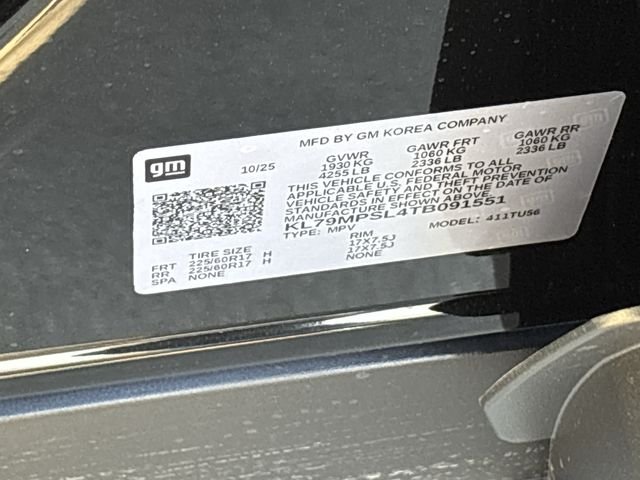 gm
MFD BY GM KOREA COMPANY
10/25
GVWR GAWR FRT GAWR RR
1930 KG 1060 KG 1060 KG
4255 LB 2336 LB 2336 LB
THIS VEHICLE CONFORMS TO ALL
APPLICABLE U.S. FEDERAL MOTOR
VEHICLE SAFETY AND THEFT PREVENTION
STANDARDS IN EFFECT ON THE DATE OF
MANUFACTURE SHOWN ABOVE.
KL79MPSL4TB091551
TYPE: MPV MODEL: 411TU56
TIRE SIZE RIM
FRT 225/60R17 H 17X7.5J
RR 225/60R17 H 17X7.5J
SPA NONE NONE